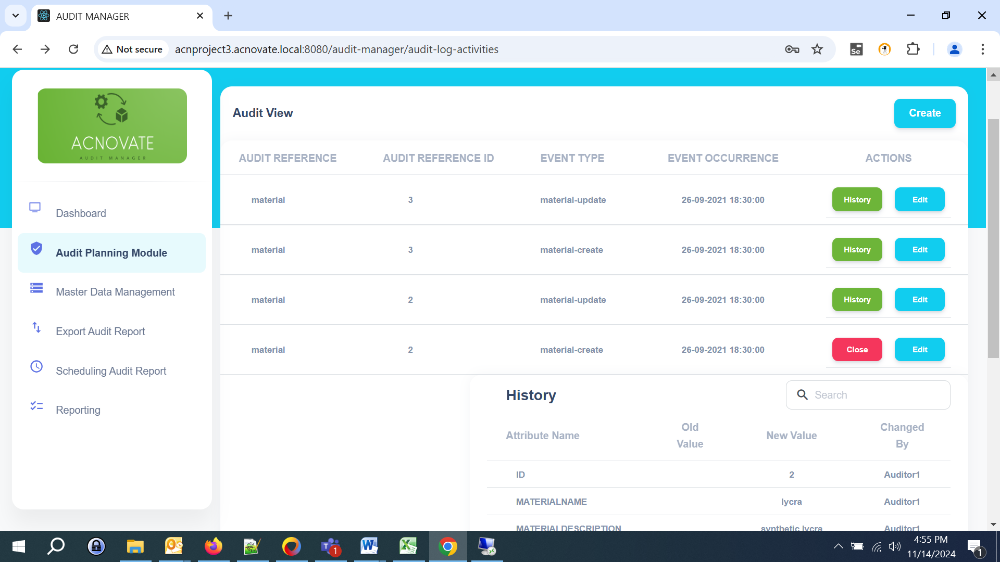 AUDIT MANAGER
Not secure
acnproject3.acnovate.local:8080/audit-manager/audit-log-activities
Se
ACNOVATE
AUDIT MANAGER
Dashboard
Audit Planning Module
Master Data Management
Export Audit Report
Scheduling Audit Report
Reporting
Audit View
Create
AUDIT REFERENCE AUDIT REFERENCE ID EVENT TYPE EVENT OCCURRENCE ACTIONS
material 3 material-update 26-09-2021 18:30:00 History Edit
material 3 material-create 26-09-2021 18:30:00 History Edit
material 2 material-update 26-09-2021 18:30:00 History Edit
material 2 material-create 26-09-2021 18:30:00 Close Edit
History
Search
Attribute Name Old Value New Value Changed By
ID 2 Auditor1
MATERIALNAME lycra Auditor1
MATERIALDESCRIPTION synthetic lycra Auditor1
1
4:55 PM
11/14/2024
1